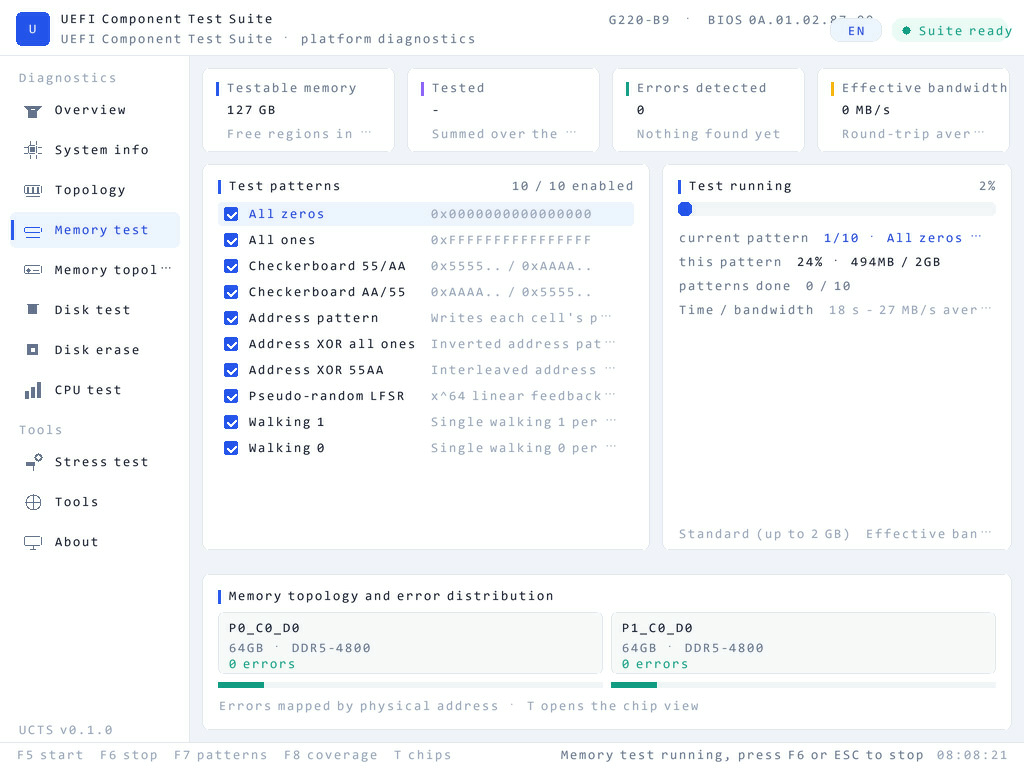 U
UEFI Component Test Suite
UEFI Component Test Suite · platform diagnostics
G220-B9 · BIOS 0A.01.02.
EN
Suite ready
Diagnostics
Overview
System info
Topology
Memory test
Memory topol···
Disk test
Disk erase
CPU test
Tools
Stress test
Tools
About
UCTS v0.1.0
Testable memory
127 GB
Free regions in ···
Tested
-
Summed over the ···
Errors detected
0
Nothing found yet
Effective bandwidth
0 MB/s
Round-trip aver···
Test patterns 10 / 10 enabled
All zeros 0x0000000000000000
All ones 0xFFFFFFFFFFFFFFFF
Checkerboard 55/AA 0x5555.. / 0xAAAA..
Checkerboard AA/55 0xAAAA.. / 0x5555..
Address pattern Writes each cell's p···
Address XOR all ones Inverted address pat···
Address XOR 55AA Interleaved address ···
Pseudo-random LFSR x^64 linear feedback···
Walking 1 Single walking 1 per ···
Walking 0 Single walking 0 per ···
Test running 2%
current pattern 1/10 · All zeros ···
this pattern 24% · 494MB / 2GB
patterns done 0 / 10
Time / bandwidth 18 s - 27 MB/s aver···
Standard (up to 2 GB) Effective ban···
Memory topology and error distribution
P0_C0_D0
64GB · DDR5-4800
0 errors
P1_C0_D0
64GB · DDR5-4800
0 errors
Errors mapped by physical address · T opens the chip view
F5 start F6 stop F7 patterns F8 coverage T chips
Memory test running, press F6 or ESC to stop 08:08:21